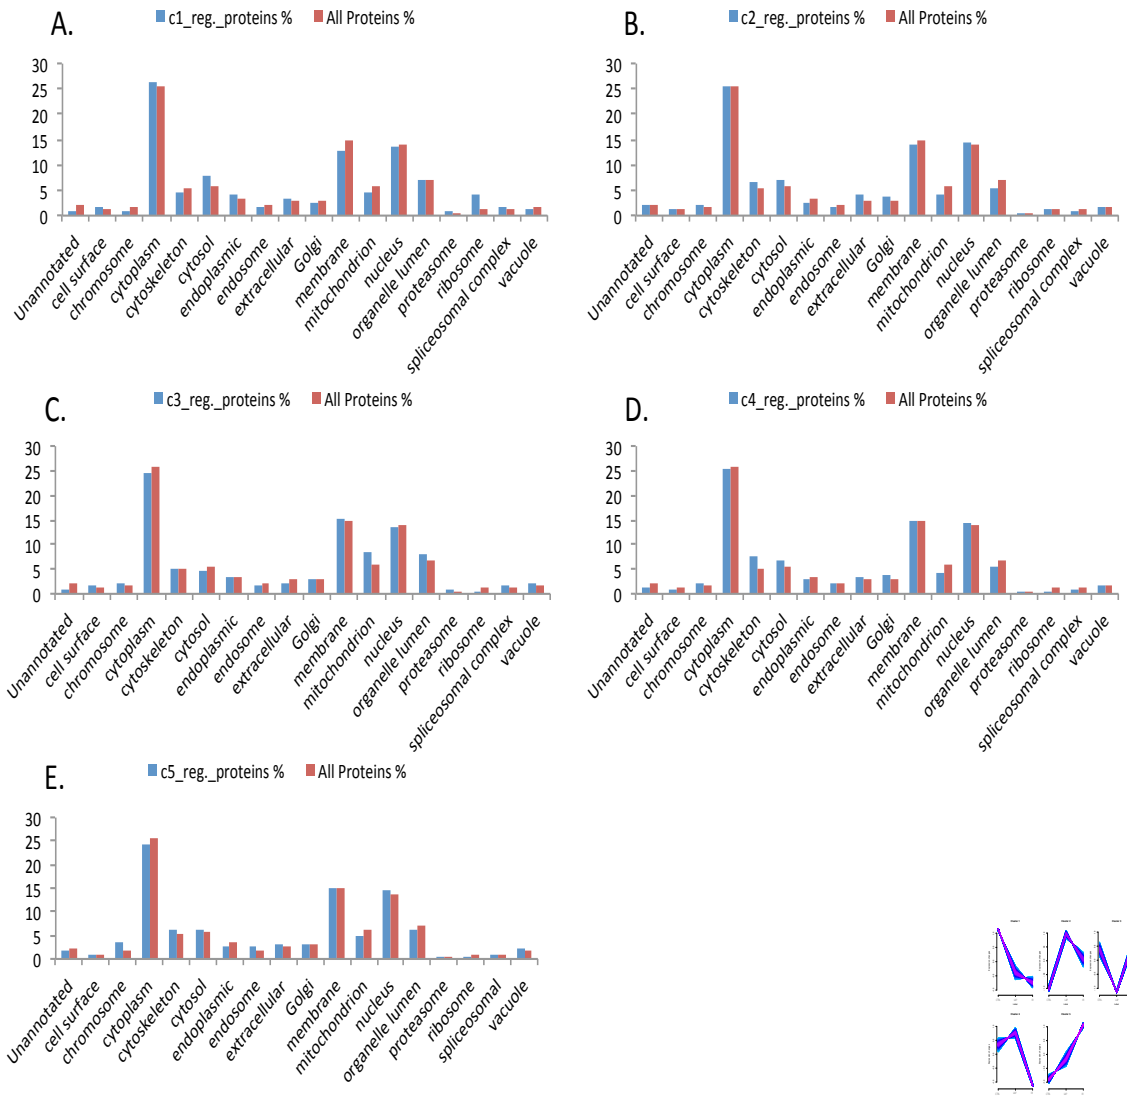 A.
c1_reg._proteins % All Proteins %
30
25
20
15
10
5
0
Unannotated
cell surface
chromosome
cytoplasm
cytoskeleton
cytosol
endoplasmic
endosome
extracellular
Golgi
membrane
mitochondrion
nucleus
organelle lumen
proteasome
ribosome
spliceosomal complex
vacuole
B.
c2_reg._proteins % All Proteins %
30
25
20
15
10
5
0
Unannotated
cell surface
chromosome
cytoplasm
cytoskeleton
cytosol
endoplasmic
endosome
extracellular
Golgi
membrane
mitochondrion
nucleus
organelle lumen
proteasome
ribosome
spliceosomal complex
vacuole
C.
c3_reg._proteins % All Proteins %
30
25
20
15
10
5
0
Unannotated
cell surface
chromosome
cytoplasm
cytoskeleton
cytosol
endoplasmic
endosome
extracellular
Golgi
membrane
mitochondrion
nucleus
organelle lumen
proteasome
ribosome
spliceosomal complex
vacuole
D.
c4_reg._proteins % All Proteins %
30
25
20
15
10
5
0
Unannotated
cell surface
chromosome
cytoplasm
cytoskeleton
cytosol
endoplasmic
endosome
extracellular
Golgi
membrane
mitochondrion
nucleus
organelle lumen
proteasome
ribosome
spliceosomal complex
vacuole
E.
c5_reg._proteins % All Proteins %
30
25
20
15
10
5
0
Unannotated
cell surface
chromosome
cytoplasm
cytoskeleton
cytosol
endoplasmic
endosome
extracellular
Golgi
membrane
mitochondrion
nucleus
organelle lumen
proteasome
ribosome
spliceosomal
vacuole